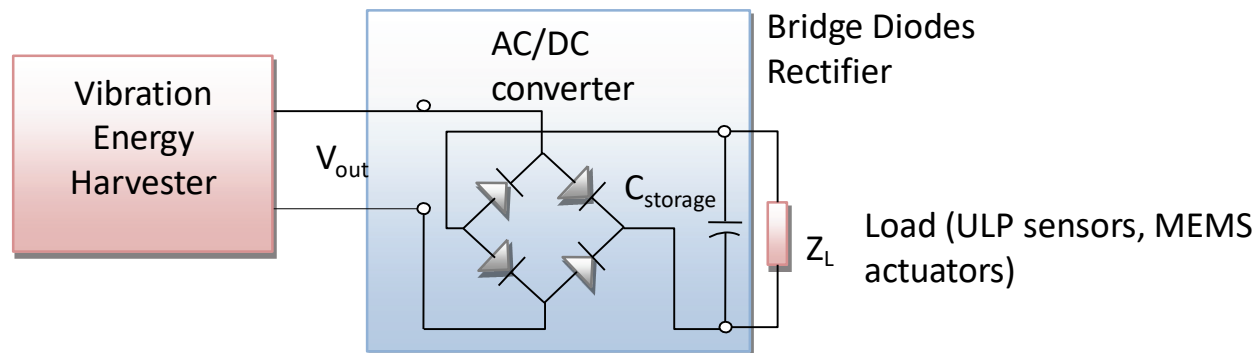 Vibration
Energy
Harvester
V_out
AC/DC
converter
C_storage
Bridge Diodes
Rectifier
Z_L
Load (ULP sensors, MEMS
actuators)